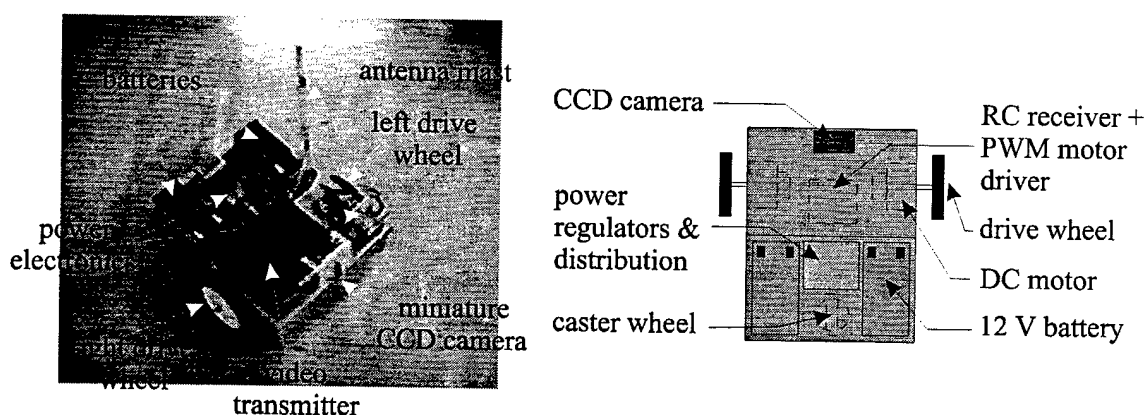 batteries
antenna mast
left drive
wheel
power
electronics
miniature
CCD camera
wheel
video
transmitter
CCD camera
power
regulators &
distribution
caster wheel
RC receiver +
PWM motor
driver
drive wheel
DC motor
12 V battery